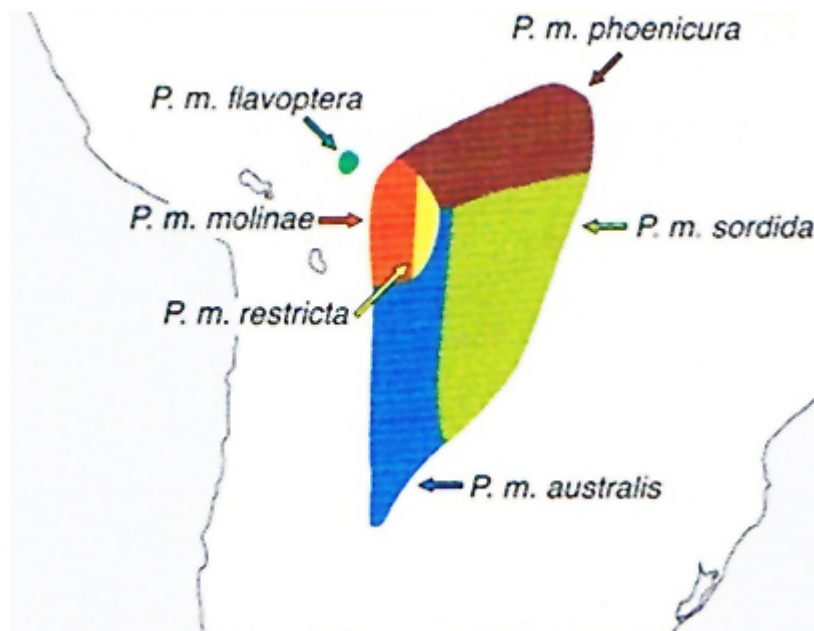 P. m. phoenicura
P. m. flavoptera
P. m. molinae
P. m. sordida
P. m. restricta
P. m. australis